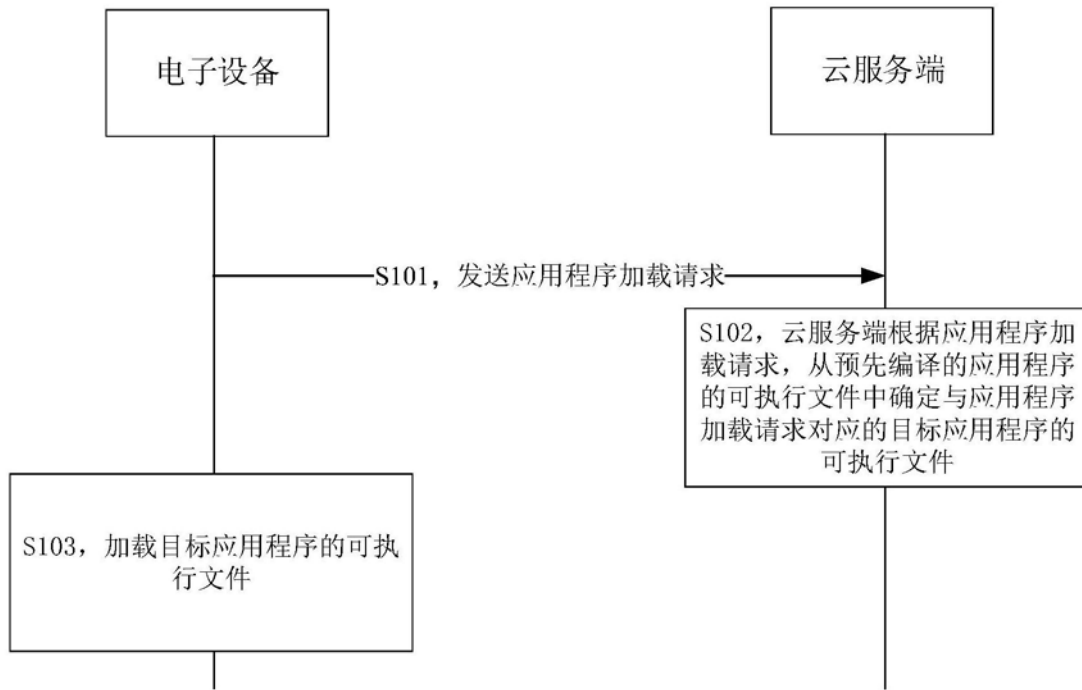 电子设备
云服务端
S101，发送应用程序加载请求
S102，云服务端根据应用程序加
载请求，从预先编译的应用程序
的可执行文件中确定与应用程序
加载请求对应的目标应用程序的
可执行文件
S103，加载目标应用程序的可执
行文件